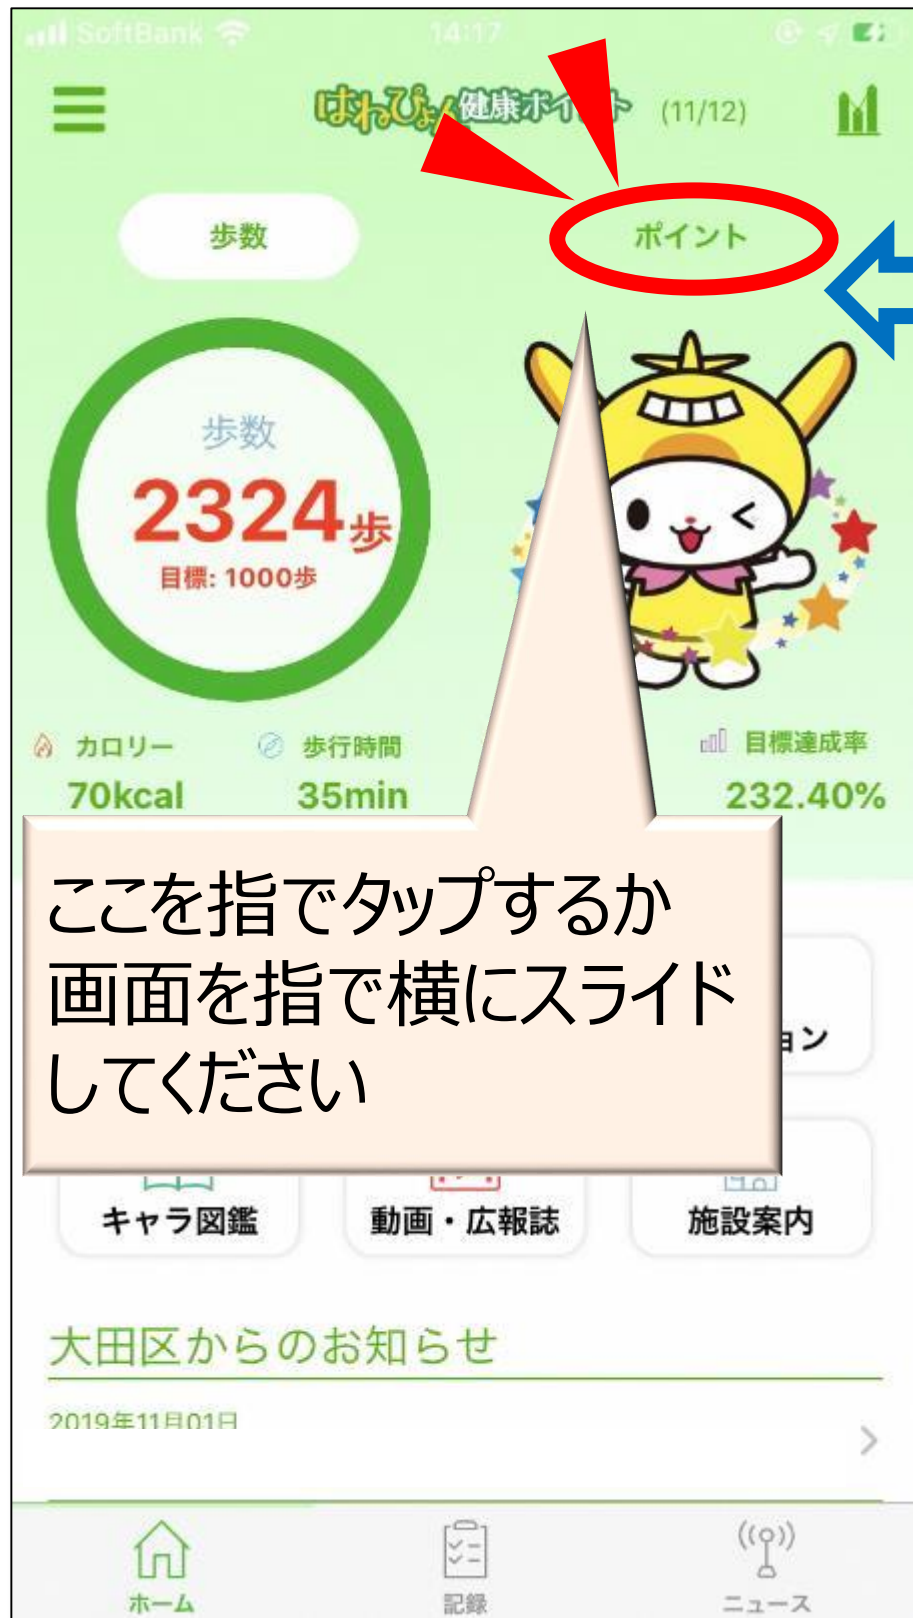 SoftBank
14:17
はねぴょん健康ポイント (11/12)
歩数
ポイント
歩数
2324歩
目標: 1000歩
カロリー
歩行時間
目標達成率
70kcal
35min
232.40%
ここを指でタップするか
画面を指で横にスライド
してください
ョン
キャラ図鑑
動画・広報誌
施設案内
大田区からのお知らせ
2019年11月01日
ホーム
記録
ニュース